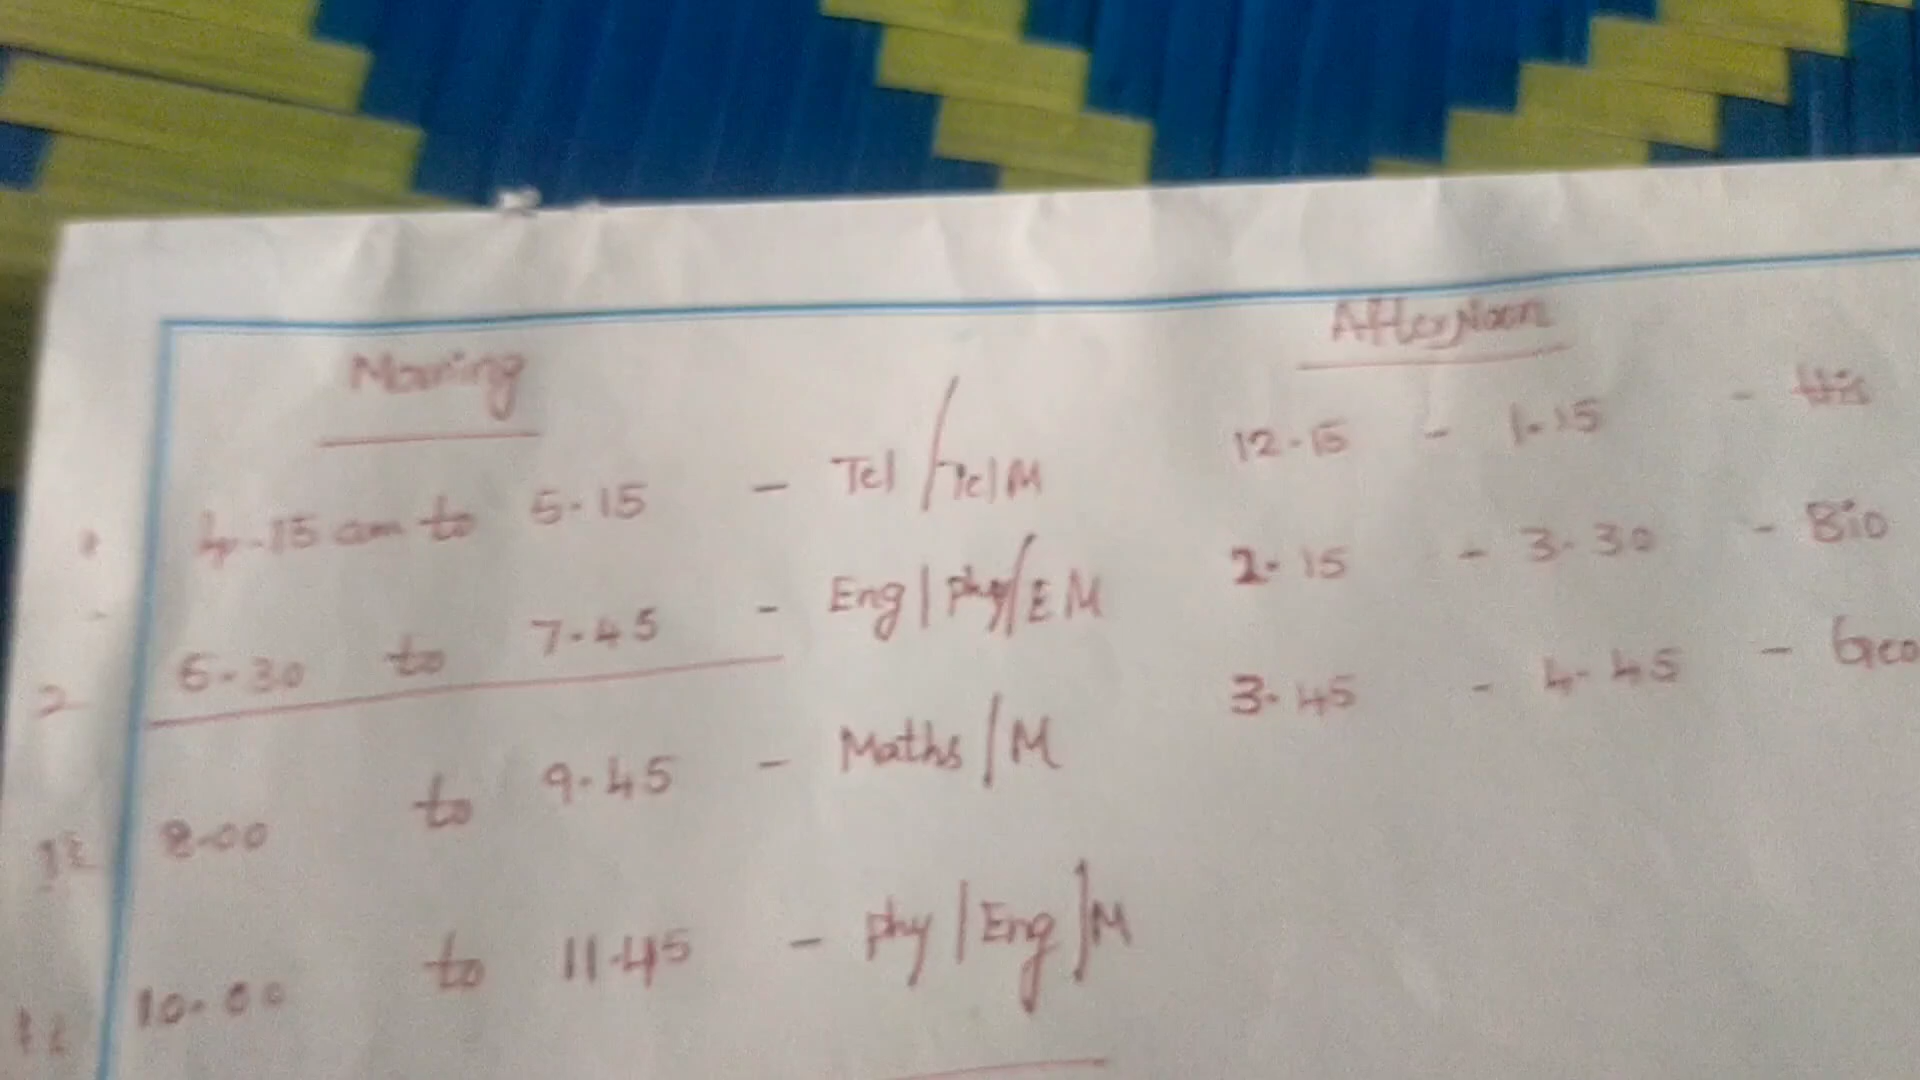 Morning
4-15 am to 5-15 - Tel / Tel M
5-30 to 7-45 - Eng | Phy / E M
8-00 to 9-45 - Maths / M
10-00 to 11-45 - Phy | Eng | M
AfterNoon
12-15 - 1-15 - His
2-15 - 3-30 - Bio
3-45 - 4-45 - Geo